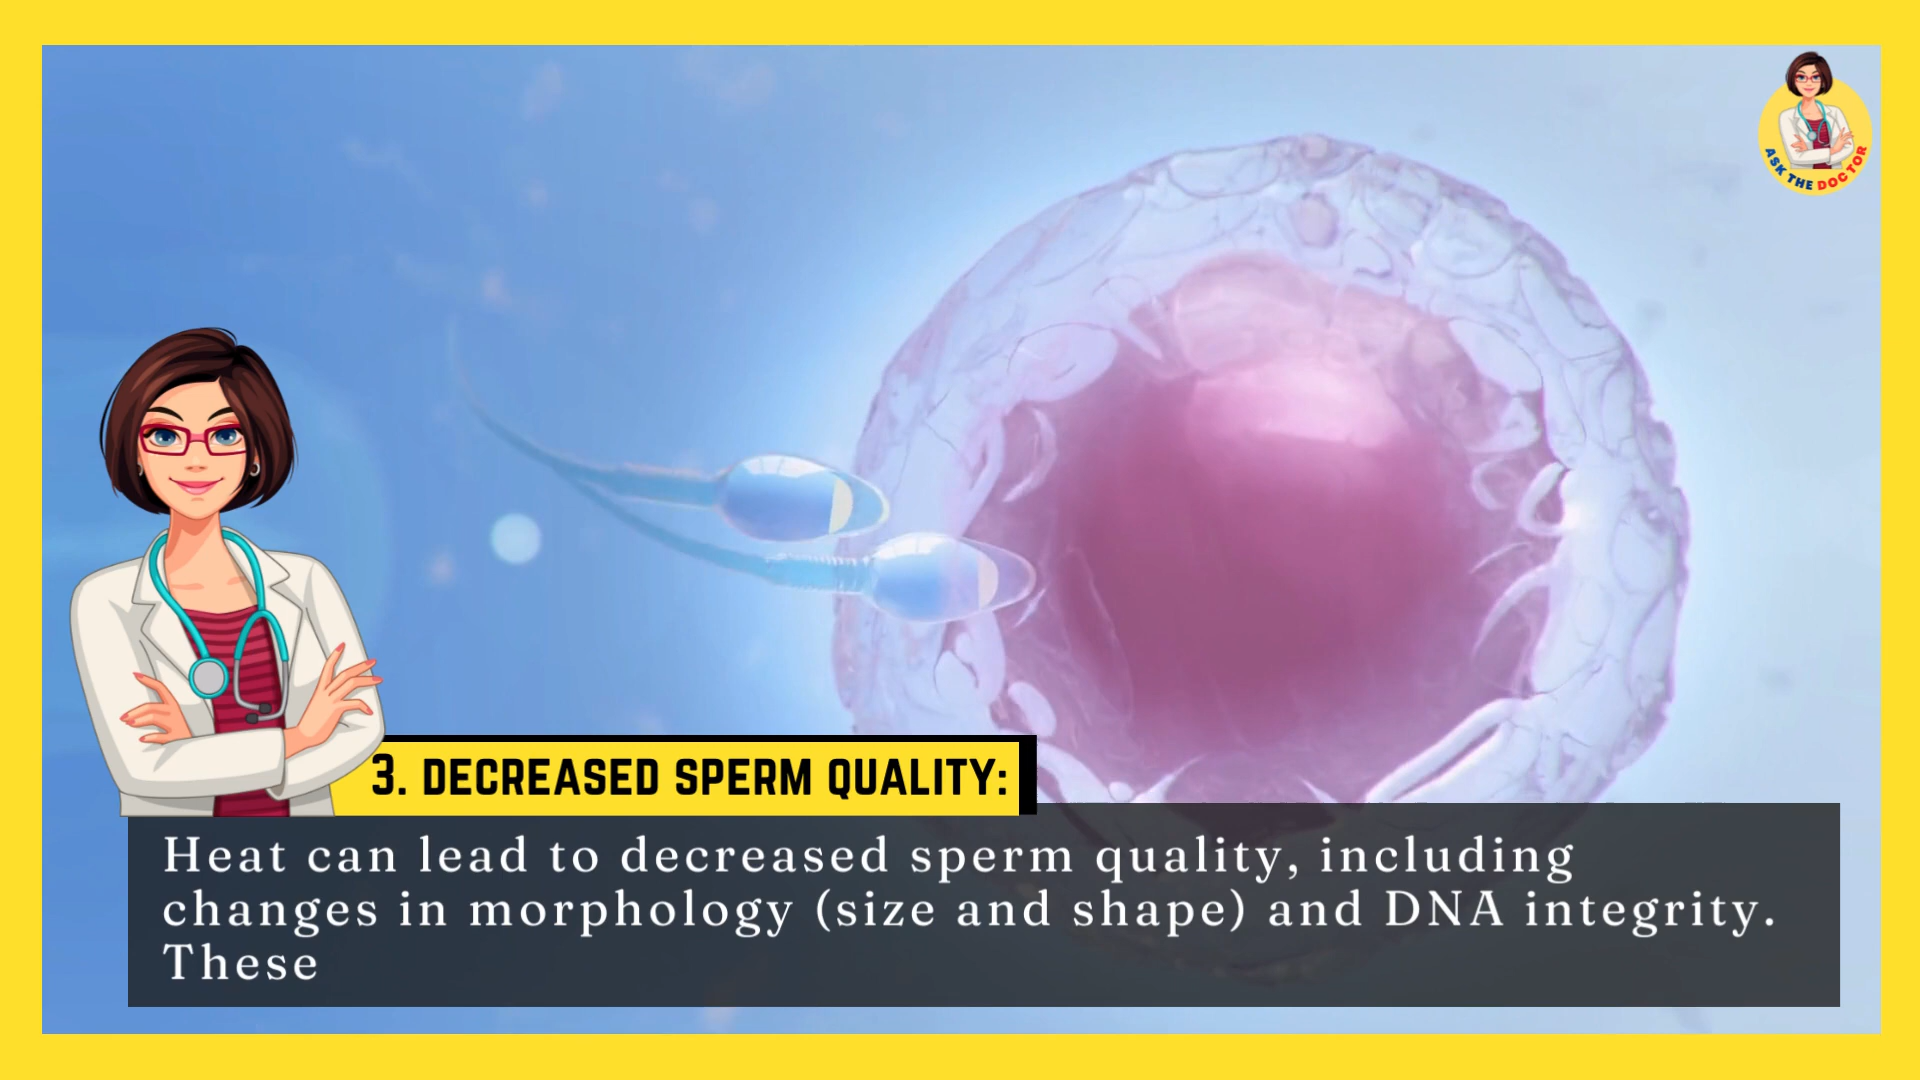 ASK THE DOCTOR
3. DECREASED SPERM QUALITY:
Heat can lead to decreased sperm quality, including
changes in morphology (size and shape) and DNA integrity.
These